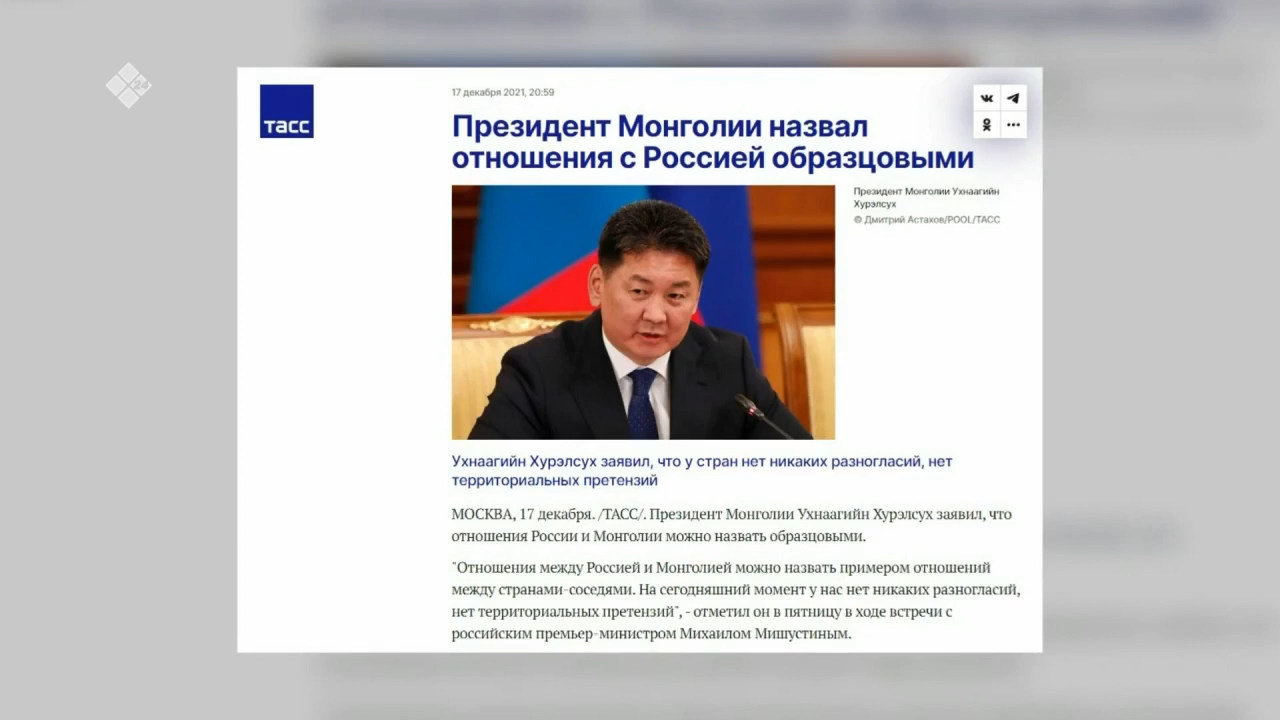 24
17 декабря 2021, 20:59
тасс
Президент Монголии назвал
отношения с Россией образцовыми
Президент Монголии Ухнаагийн
Хурэлсух
© Дмитрий Астахов/POOL/ТАСС
Ухнаагийн Хурэлсух заявил, что у стран нет никаких разногласий, нет
территориальных претензий
МОСКВА, 17 декабря. /ТАСС/. Президент Монголии Ухнаагийн Хурэлсух заявил, что
отношения России и Монголии можно назвать образцовыми.
"Отношения между Россией и Монголией можно назвать примером отношений
между странами-соседями. На сегодняшний момент у нас нет никаких разногласий,
нет территориальных претензий", - отметил он в пятницу в ходе встречи с
российским премьер-министром Михаилом Мишустиным.